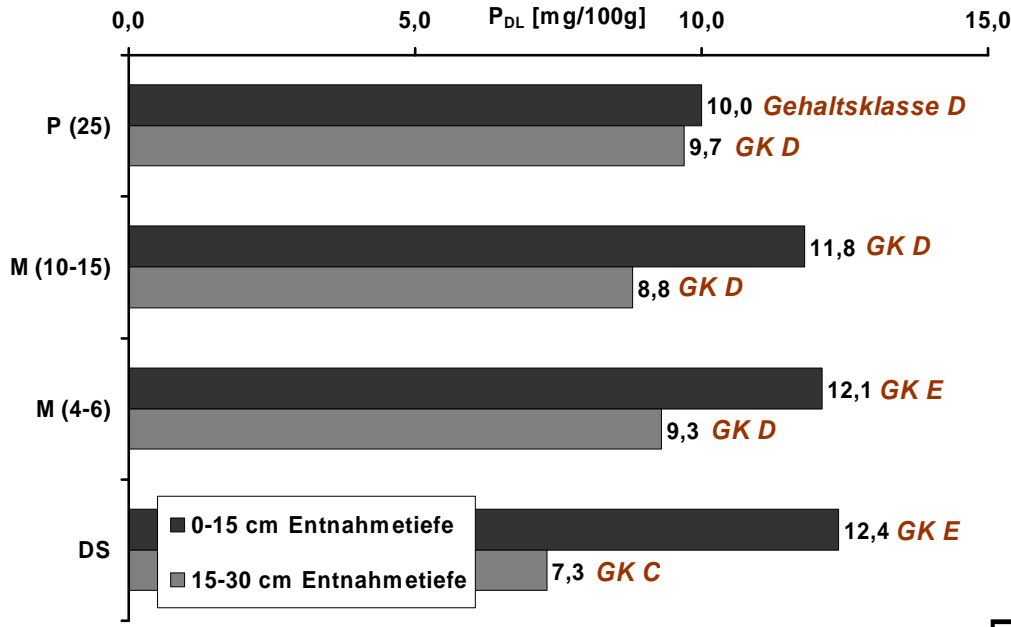 0,0 5,0 P_DL [mg/100g] 10,0 15,0
P (25)
10,0 Gehaltsklasse D
9,7 GK D
M (10-15)
11,8 GK D
8,8 GK D
M (4-6)
12,1 GK E
9,3 GK D
DS
12,4 GK E
7,3 GK C
0-15 cm Entnahmetiefe
15-30 cm Entnahmetiefe